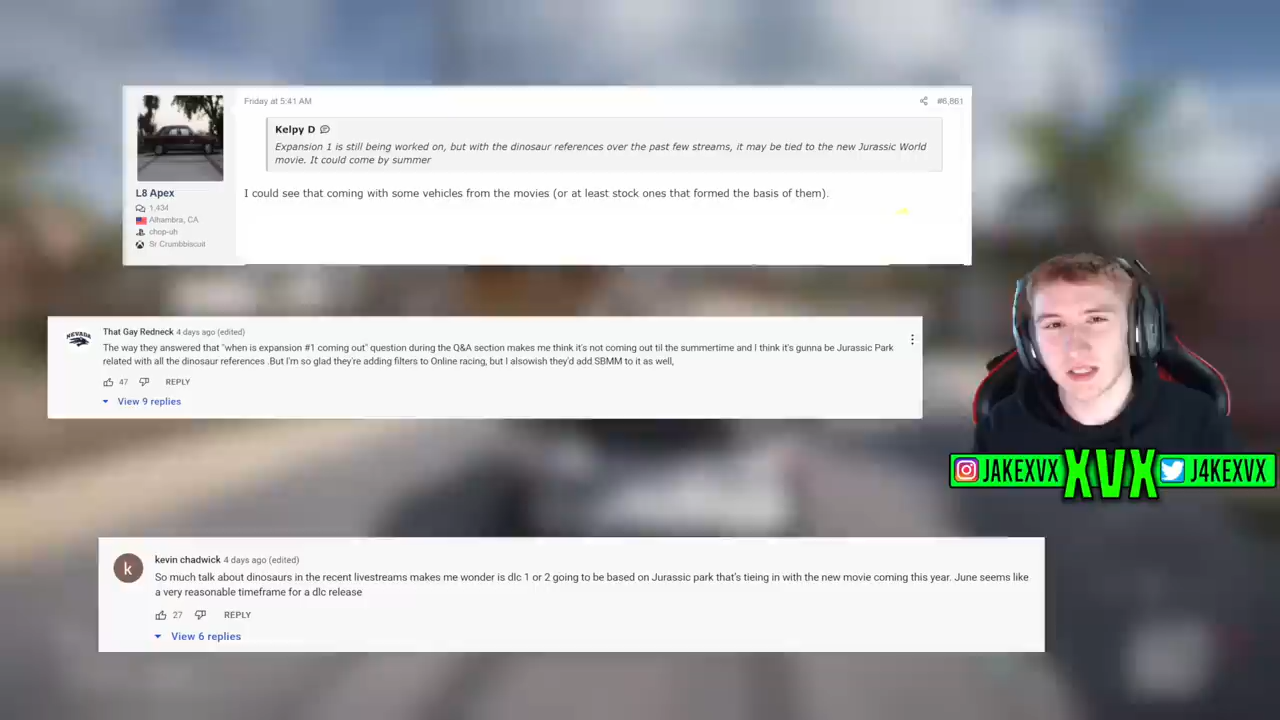 Friday at 5:41 AM
#6,861
Kelpy D
Expansion 1 is still being worked on, but with the dinosaur references over the past few streams, it may be tied to the new Jurassic World
movie. It could come by summer
L8 Apex
I could see that coming with some vehicles from the movies (or at least stock ones that formed the basis of them).
1,434
Alhambra, CA
chop-uh
Sr Crumbbiscuit
NEVADA
That Gay Redneck 4 days ago (edited)
The way they answered that "when is expansion #1 coming out" question during the Q&A section makes me think it's not coming out til the summertime and I think it's gunna be Jurassic Park
related with all the dinosaur references .But I'm so glad they're adding filters to Online racing, but I alsowish they'd add SBMM to it as well,
47 REPLY
View 9 replies
JAKEXVX XVX J4KEXVX
k
kevin chadwick 4 days ago (edited)
So much talk about dinosaurs in the recent livestreams makes me wonder is dlc 1 or 2 going to be based on Jurassic park that's tieing in with the new movie coming this year. June seems like
a very reasonable timeframe for a dlc release
27 REPLY
View 6 replies